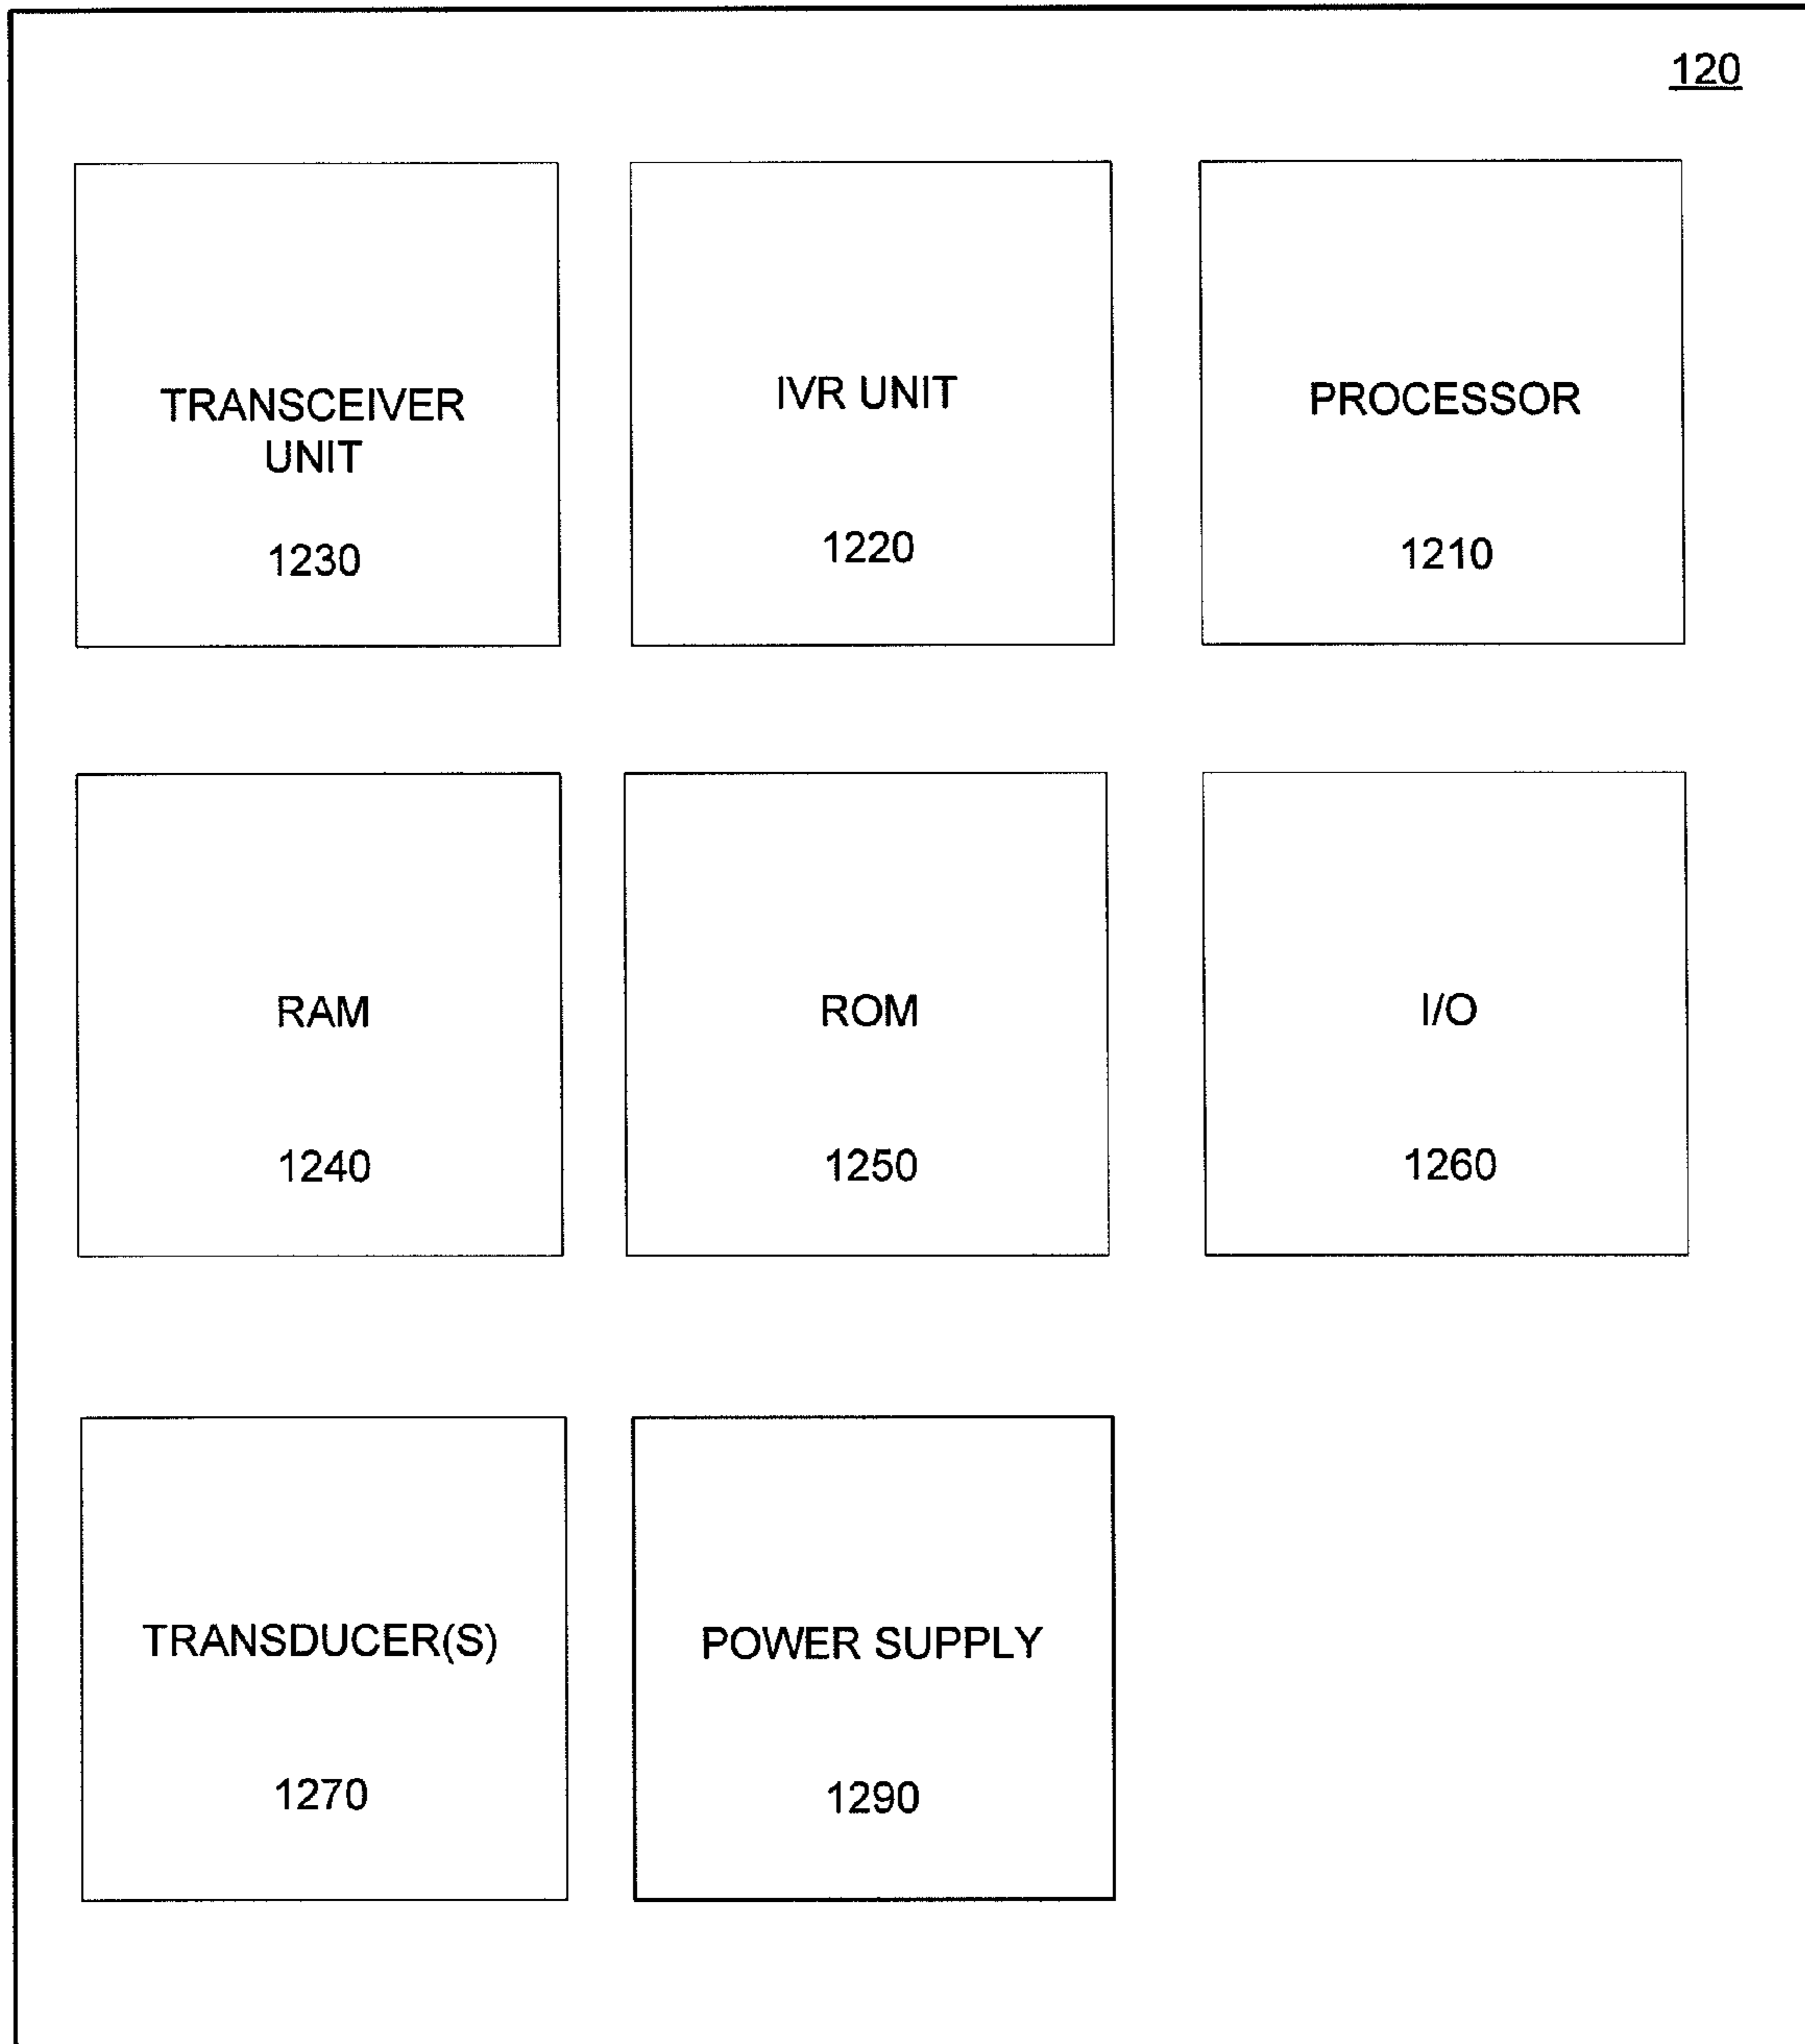 120
TRANSCEIVER
UNIT
1230
IVR UNIT
1220
PROCESSOR
1210
RAM
1240
ROM
1250
I/O
1260
TRANSDUCER(S)
1270
POWER SUPPLY
1290